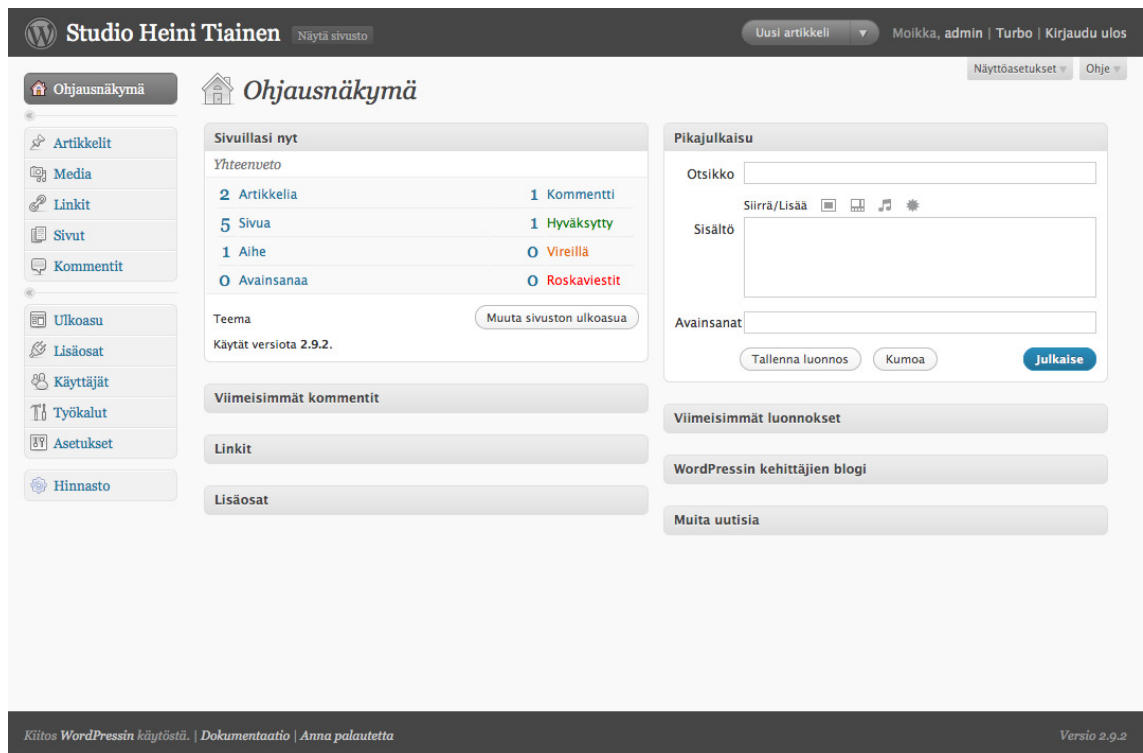 Studio Heini Tiainen Näytä sivusto
Uusi artikkeli Moikka, admin | Turbo | Kirjaudu ulos
Näyttöasetukset Ohje
Ohjausnäkymä
Artikkelit
Media
Linkit
Sivut
Kommentit
Ulkoasu
Lisäosat
Käyttäjät
Työkalut
Asetukset
Hinnasto
Ohjausnäkymä
Sivuillasi nyt
Yhteenveto
2 Artikkelia 1 Kommentti
5 Sivua 1 Hyväksytty
1 Aihe 0 Vireillä
0 Avainsanaa 0 Roskaviestit
Teema Muuta sivuston ulkoasua
Käytät versiota 2.9.2.
Viimeisimmät kommentit
Linkit
Lisäosat
Pikajulkaisu
Otsikko
Siirrä/Lisää
Sisältö
Avainsanat
Tallenna luonnos Kumoa Julkaise
Viimeisimmät luonnokset
WordPressin kehittäjien blogi
Muita uutisia
Kiitos WordPressin käytöstä. | Dokumentaatio | Anna palautetta
Versio 2.9.2